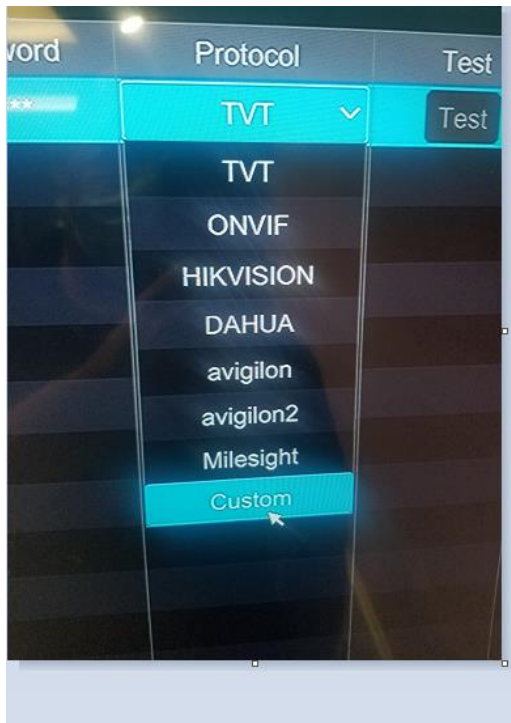 word Protocol Test
** TVT Test
TVT
ONVIF
HIKVISION
DAHUA
avigilon
avigilon2
Milesight
Custom